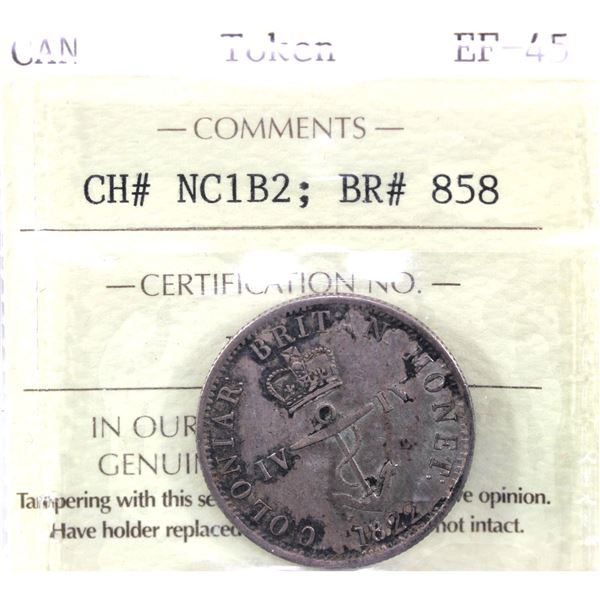 CAN Token EF-45
— COMMENTS —
CH# NC1B2; BR# 858
— CERTIFICATION NO. —
COLONIAR BRITAN MONET.
IV IV
1822
IN OUR
GENUI
Tampering with this se ve opinion.
Have holder replaced not intact.